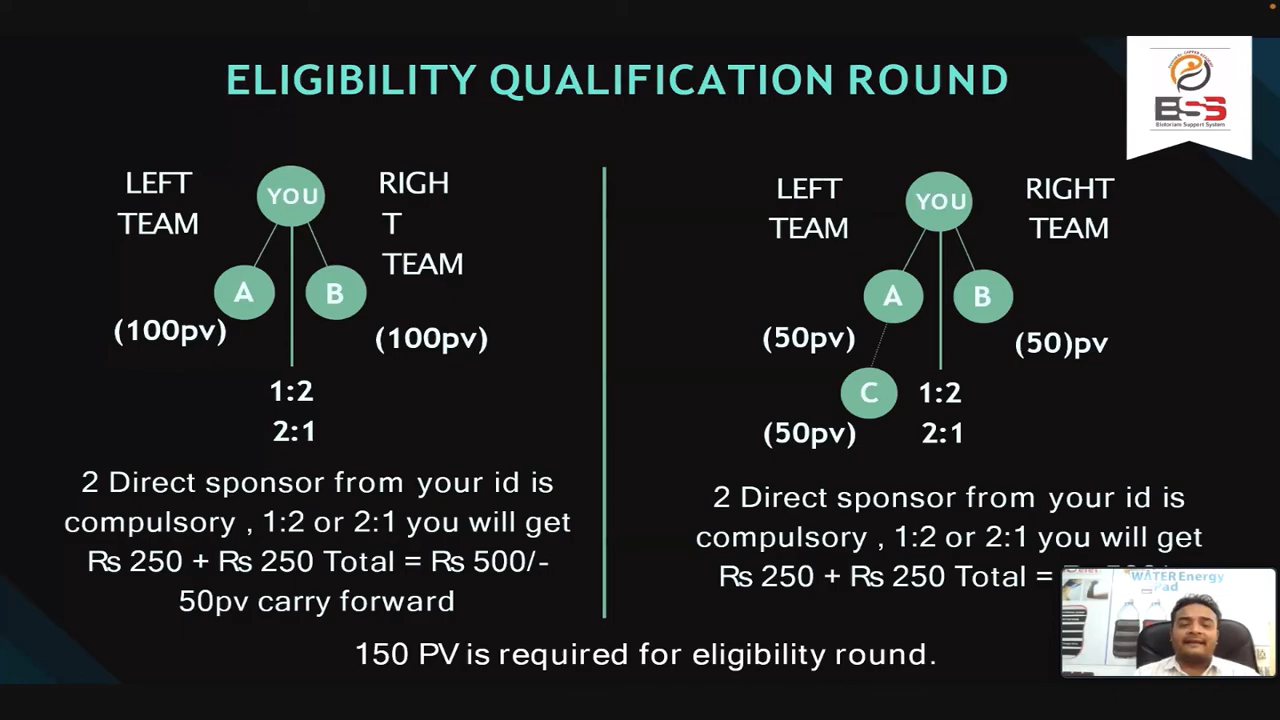 ELIGIBILITY QUALIFICATION ROUND
BSS
Bistorium Support System
LEFT
TEAM
YOU
RIGH
T
TEAM
A
B
(100pv)
(100pv)
1:2
2:1
2 Direct sponsor from your id is
compulsory , 1:2 or 2:1 you will get
Rs 250 + Rs 250 Total = Rs 500/-
50pv carry forward
LEFT
TEAM
YOU
RIGHT
TEAM
A
B
(50pv)
(50)pv
C
1:2
(50pv)
2:1
2 Direct sponsor from your id is
compulsory , 1:2 or 2:1 you will get
Rs 250 + Rs 250 Total =
WATER Energy
Pad
150 PV is required for eligibility round.